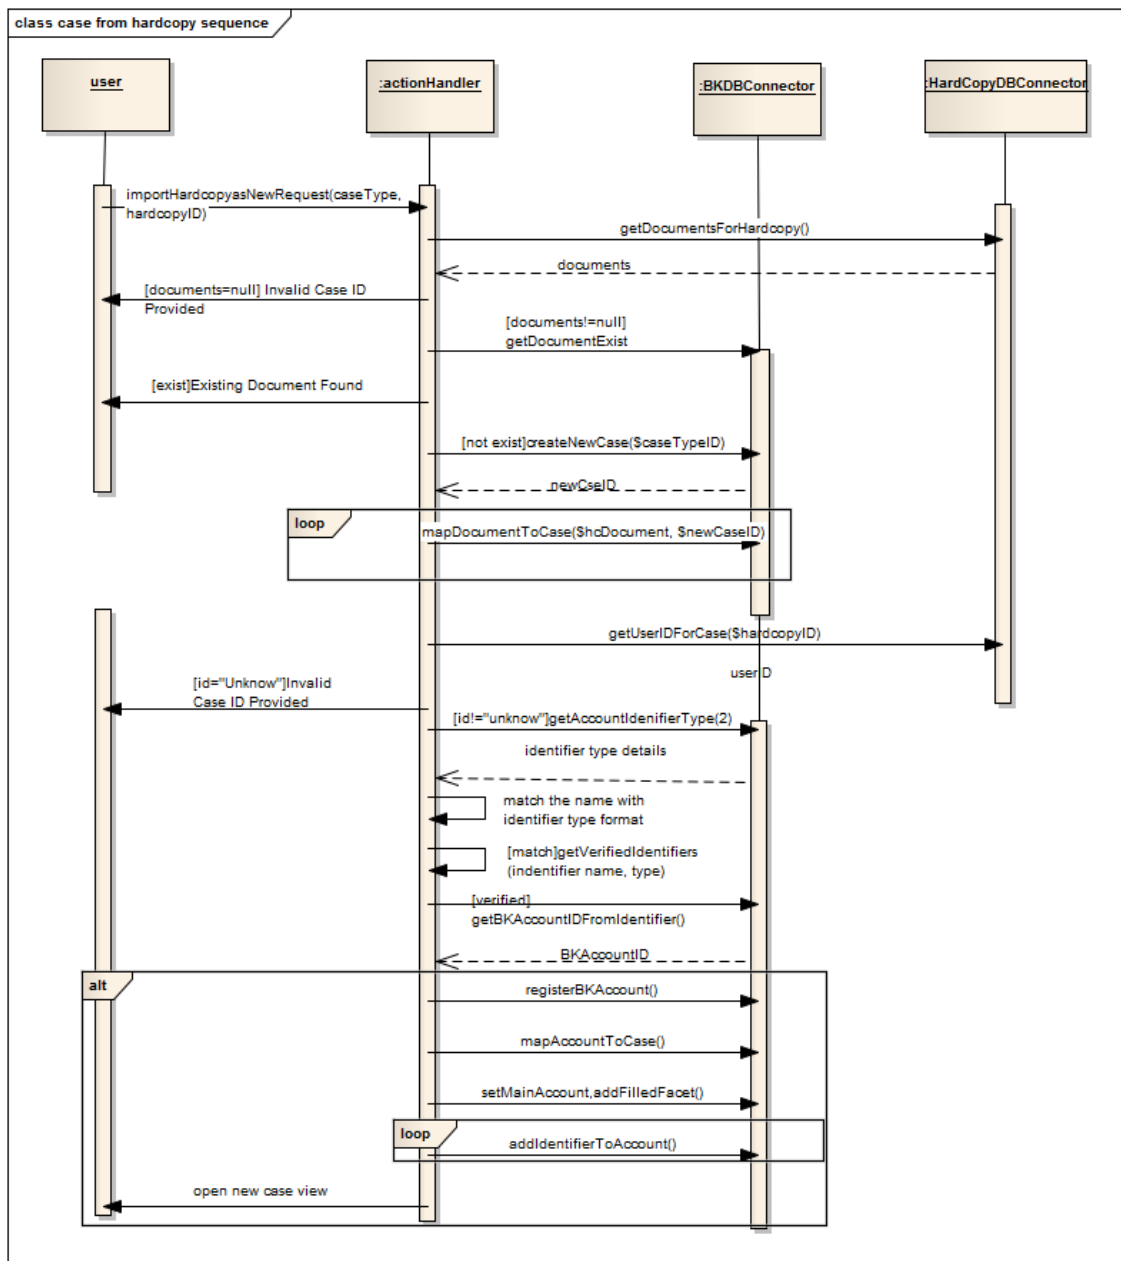 class case from hardcopy sequence
user
:actionHandler
:BKDBConnector
:HardCopyDBConnector
importHardcopyasNewRequest(caseType,
hardcopyID)
getDocumentsForHardcopy()
documents
[documents=null] Invalid Case ID
Provided
[documents!=null]
getDocumentExist
[exist]Existing Document Found
[not exist]createNewCase($caseTypeID)
newCseID
loop
mapDocumentToCase($hcDocument, $newCaseID)
getUserIDForCase($hardcopyID)
userID
[id="Unknow"]Invalid
Case ID Provided
[id!="unknow"]getAccountIdenifierType(2)
identifier type details
match the name with
identifier type format
[match]getVerifiedIdentifiers
(indentifier name, type)
[verified]
getBKAccountIDFromIdentifier()
BKAccountID
alt
registerBKAccount()
mapAccountToCase()
setMainAccount,addFilledFacet()
loop
addIdentifierToAccount()
open new case view